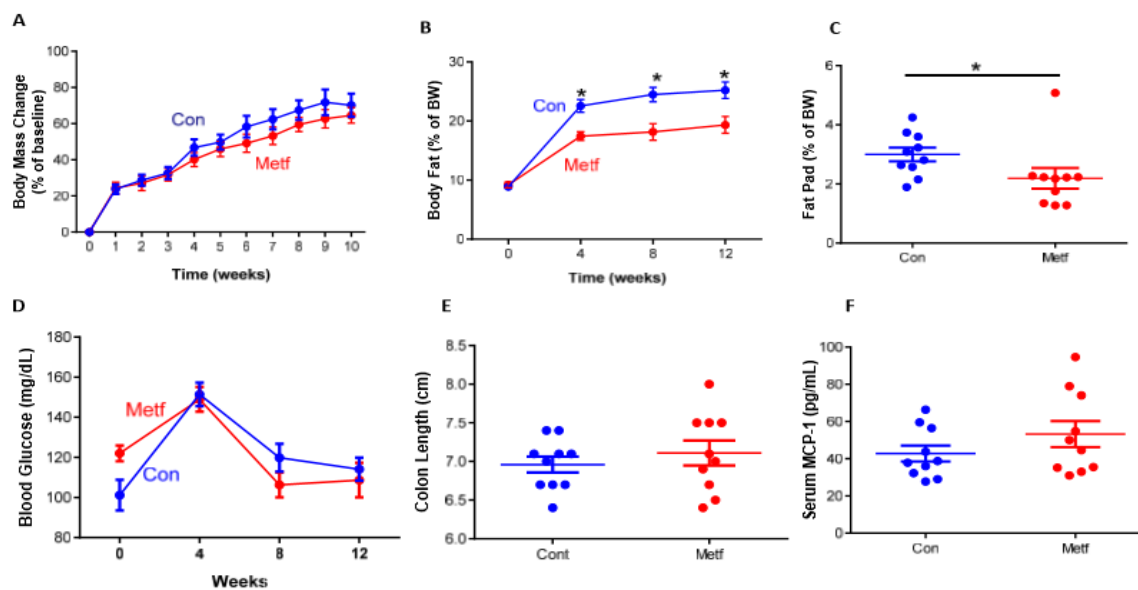 A
Body Mass Change
(% of baseline)
100
80
60
40
20
0
Con
Metf
0 1 2 3 4 5 6 7 8 9 10
Time (weeks)
B
Body Fat (% of BW)
30
20
10
0
Con
Metf
* * *
0 4 8 12
Time (weeks)
C
Fat Pad (% of BW)
6
4
2
0
*
Con Metf
D
Blood Glucose (mg/dL)
180
160
140
120
100
80
Metf
Con
0 4 8 12
Weeks
E
Colon Length (cm)
8.5
8.0
7.5
7.0
6.5
6.0
Cont Metf
F
Serum MCP-1 (pg/mL)
100
80
60
40
20
0
Con Metf